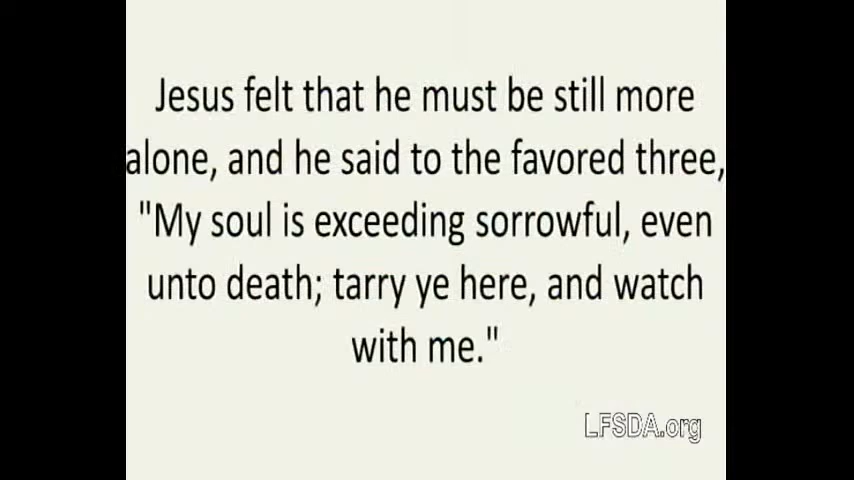 Jesus felt that he must be still more
alone, and he said to the favored three,
"My soul is exceeding sorrowful, even
unto death; tarry ye here, and watch
with me."
LFSDA.org